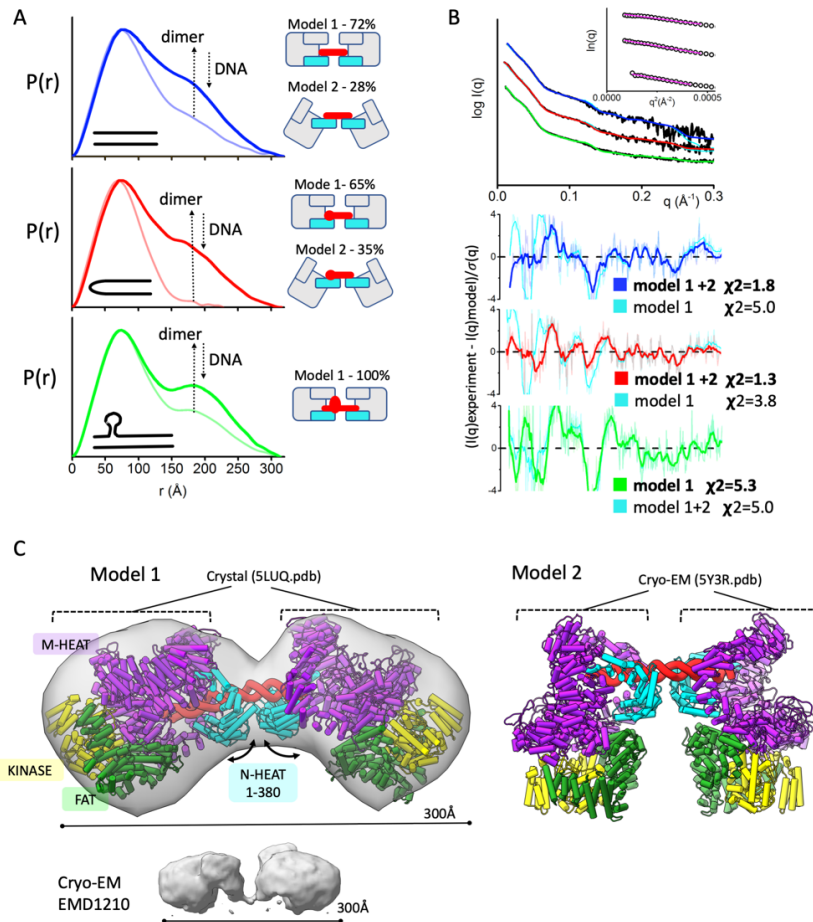 A
P(r)
dimer
DNA
Model 1 - 72%
Model 2 - 28%
P(r)
dimer
DNA
Mode 1- 65%
Model 2 - 35%
P(r)
dimer
DNA
Model 1 - 100%
0 50 100 150 200 250 300
r (Å)
B
log I(q)
ln(q)
0.0000 0.0005
q² (Å⁻²)
0.0 0.1 0.2 0.3
q (Å⁻¹)
(I(q)experiment - I(q)model)/σ(q)
4
0
-4
model 1 +2 χ2=1.8
model 1 χ2=5.0
4
0
-4
model 1 +2 χ2=1.3
model 1 χ2=3.8
4
0
-4
model 1 χ2=5.3
model 1+2 χ2=5.0
C
Model 1
Crystal (5LUQ.pdb)
M-HEAT
KINASE
FAT
N-HEAT
1-380
300Å
Model 2
Cryo-EM (5Y3R.pdb)
Cryo-EM
EMD1210
300Å